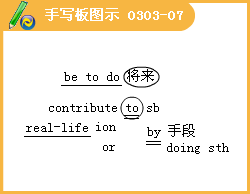 手写板图示 0303-07
be to do 将来
contribute to sb
real-life ion by 手段
or doing sth